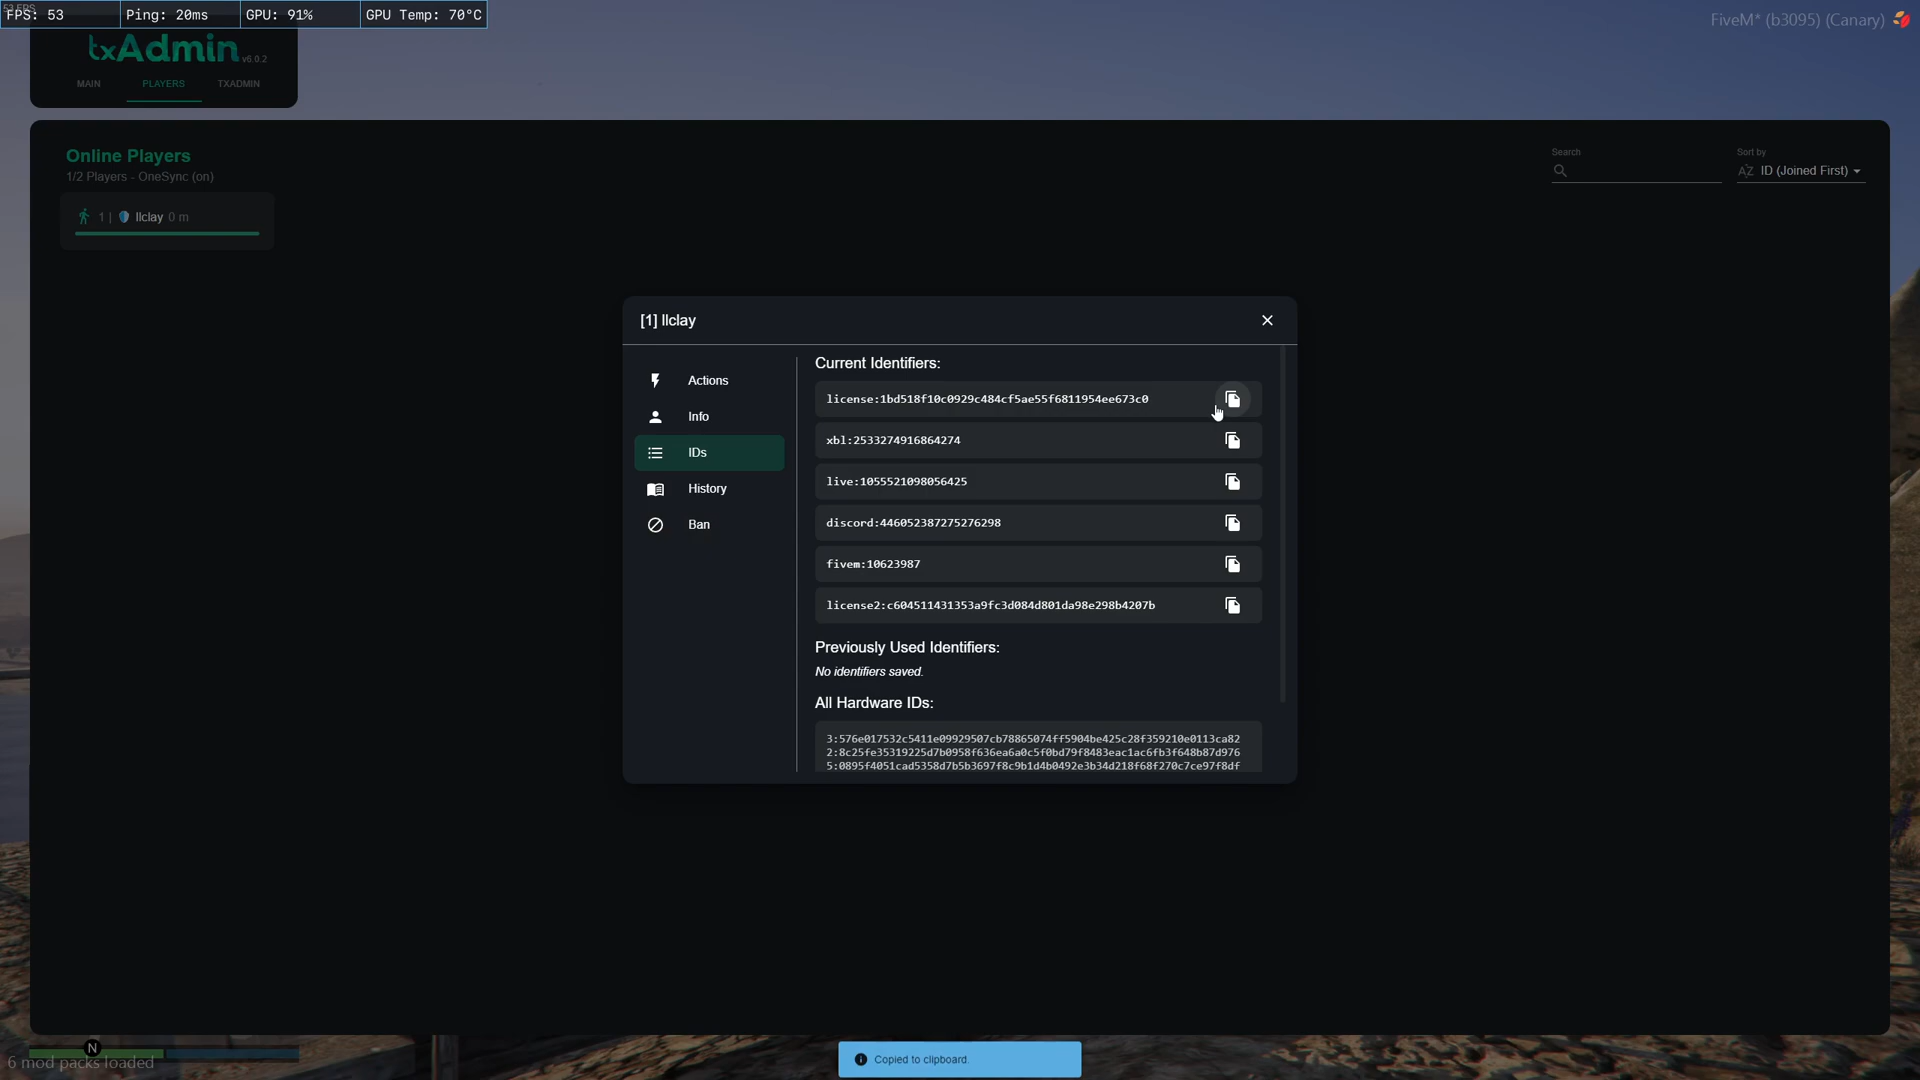 FPS: 53
Ping: 20ms
GPU: 91%
GPU Temp: 70°C
FiveM* (b3095) (Canary)
txAdmin v6.0.2
MAIN
PLAYERS
TXADMIN
Online Players
1/2 Players - OneSync (on)
Search
Sort by
ID (Joined First)
1 | llclay 0 m
[1] llclay
Actions
Info
IDs
History
Ban
Current Identifiers:
license:1bd518f10c0929c484cf5ae55f6811954ee673c0
xbl:2533274916864274
live:1055521098056425
discord:446052387275276298
fivem:10623987
license2:c604511431353a9fc3d084d801da98e298b4207b
Previously Used Identifiers:
No identifiers saved.
All Hardware IDs:
3:576e017532c5411e09929507cb78865074ff5904be425c28f359210e0113ca82
2:8c25fe35319225d7b0958f636ea6a0c5f0bd79f8483eac1ac6fb3f648b87d976
5:0895f4051cad5358d7b5b3697f8c9b1d4b0492e3b34d218f68f270c7ce97f8df
N
6 mod packs loaded
Copied to clipboard.